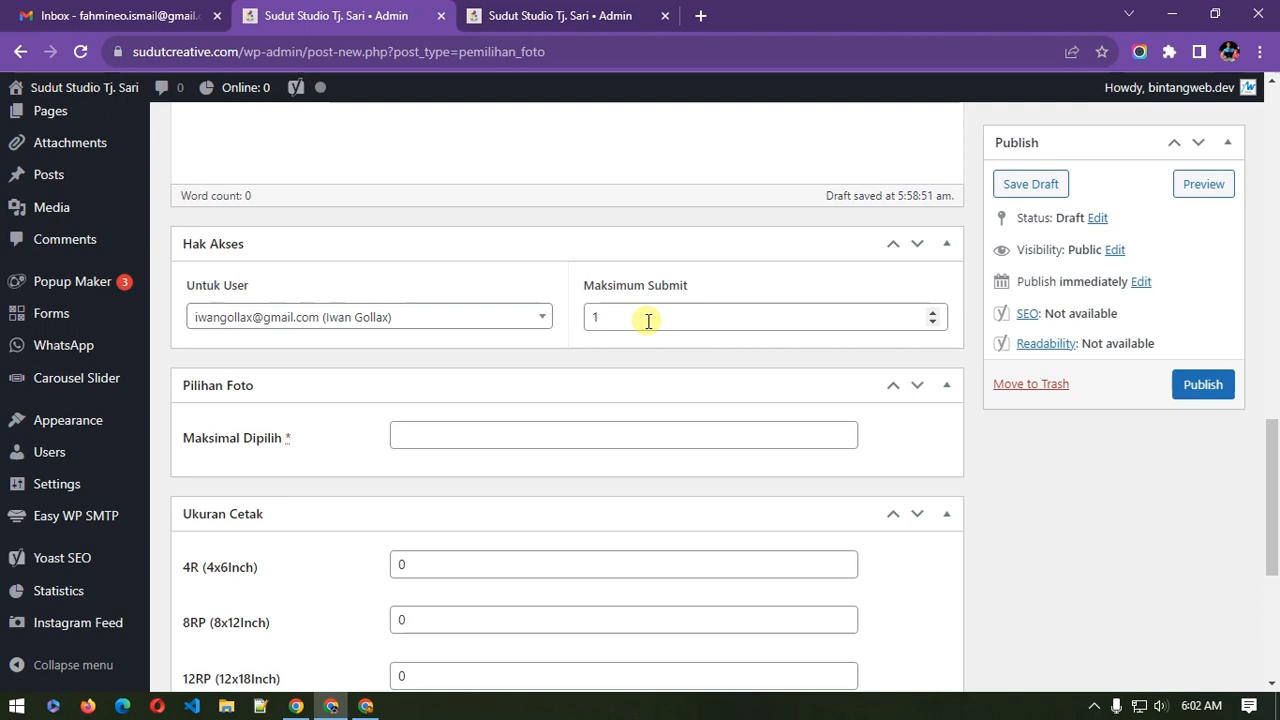 Inbox - fahmineo.ismail@gmail.c
Sudut Studio Tj. Sari • Admin
Sudut Studio Tj. Sari • Admin
sudutcreative.com/wp-admin/post-new.php?post_type=pemilihan_foto
Sudut Studio Tj. Sari
0
Online: 0
Howdy, bintangweb.dev
Pages
Attachments
Posts
Media
Comments
Popup Maker 3
Forms
WhatsApp
Carousel Slider
Appearance
Users
Settings
Easy WP SMTP
Yoast SEO
Statistics
Instagram Feed
Collapse menu
Word count: 0
Draft saved at 5:58:51 am.
Hak Akses
Untuk User
iwangollax@gmail.com (Iwan Gollax)
Maksimum Submit
1
Pilihan Foto
Maksimal Dipilih *
Ukuran Cetak
4R (4x6Inch)
0
8RP (8x12Inch)
0
12RP (12x18Inch)
0
Publish
Save Draft
Preview
Status: Draft Edit
Visibility: Public Edit
Publish immediately Edit
SEO: Not available
Readability: Not available
Move to Trash
Publish
6:02 AM